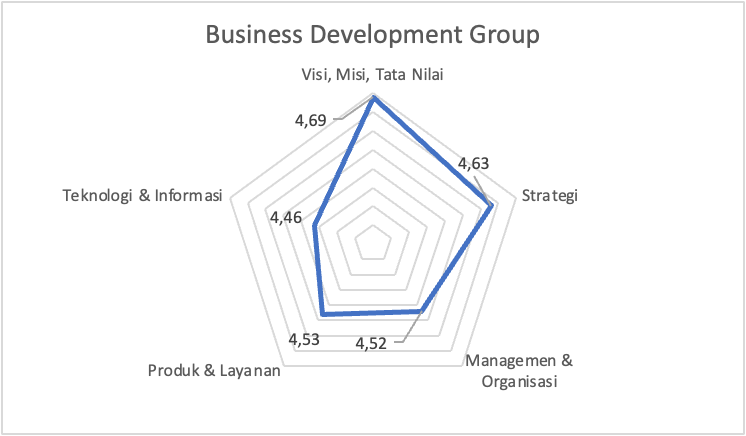 Business Development Group
Visi, Misi, Tata Nilai
4,69
4,63
Teknologi & Informasi
Strategi
4,46
4,53
4,52
Produk & Layanan
Managemen &
Organisasi